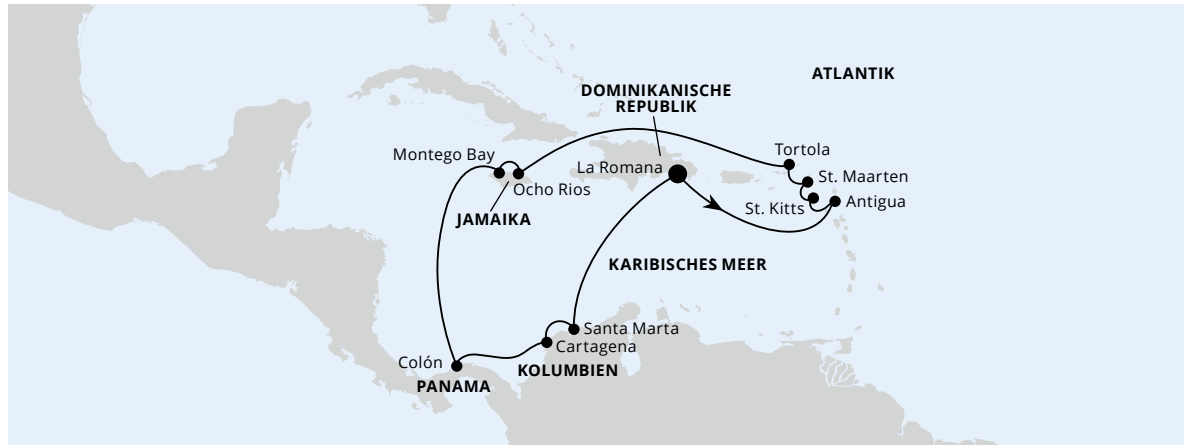 ATLANTIK
DOMINIKANISCHE
REPUBLIK
Tortola
Montego Bay
La Romana
St. Maarten
Ocho Rios
St. Kitts
Antigua
JAMAIKA
KARIBISCHES MEER
Santa Marta
Cartagena
Colón
KOLUMBIEN
PANAMA